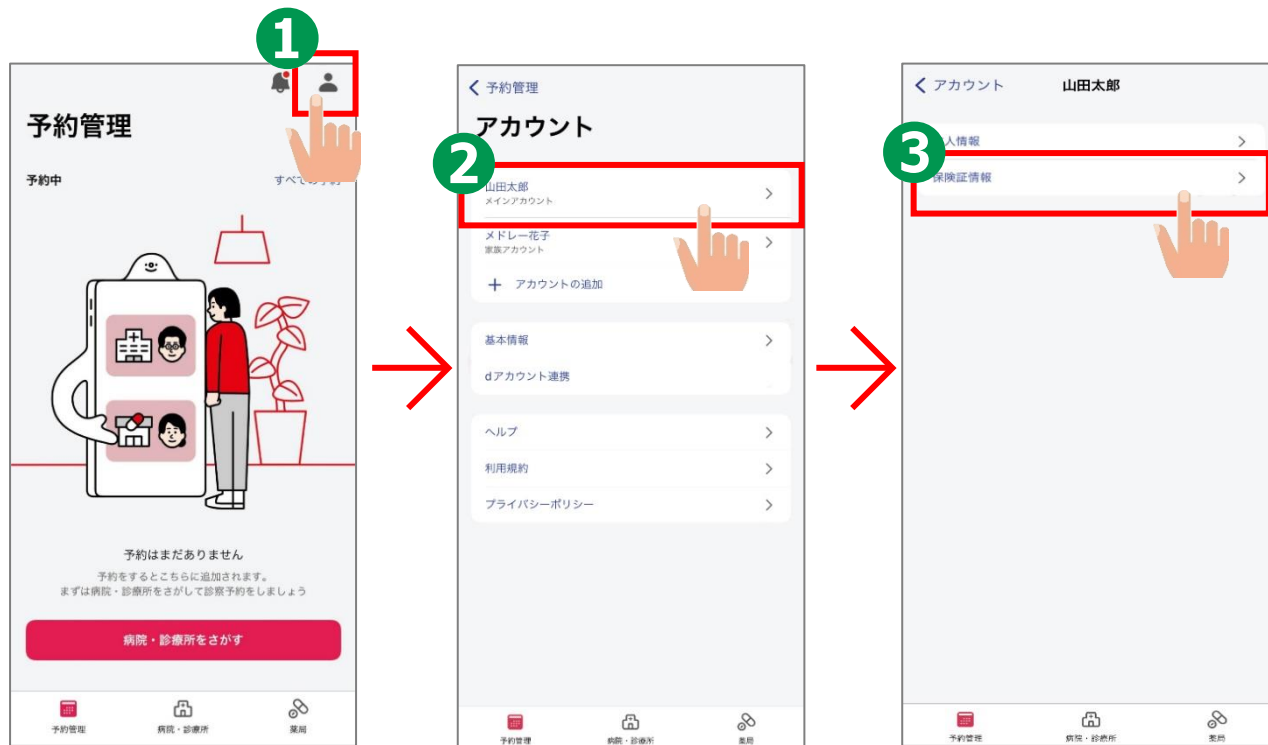 1
予約管理
予約中
予約はまだありません
予約をするとこちらに追加されます。
まずは病院・診療所をさがして診察予約をしましょう
病院・診療所をさがす
予約管理
病院・診療所
薬局
2
予約管理
アカウント
山田太郎
メインアカウント
メドレー花子
家族アカウント
アカウントの追加
基本情報
dアカウント連携
ヘルプ
利用規約
プライバシーポリシー
予約管理
病院・診療所
薬局
3
アカウント
山田太郎
人情報
保険証情報
予約管理
病院・診療所
薬局